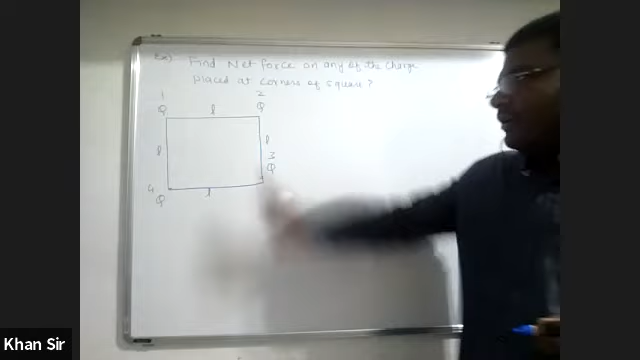 Ex) Find Net force on any of the charge
placed at corners of square?
1 2
Q l Q
l l
3
Q
4
Q l
Khan Sir